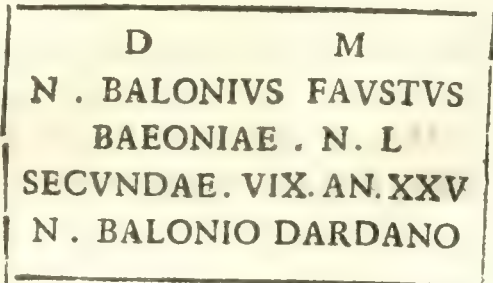 D M
N . BALONIVS FAVSTVS
BAEONIAE . N. L
SECVNDAE. VIX. AN. XXV
N . BALONIO DARDANO